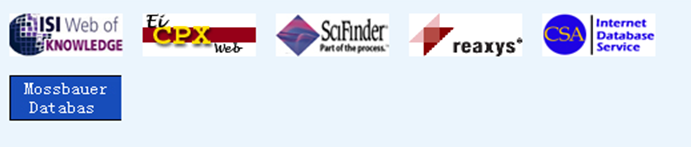 ISI Web of
KNOWLEDGE
Ei
CPX
Web
SciFinder
Part of the process.™
reaxys®
CSA
Internet
Database
Service
Mossbauer
Databas